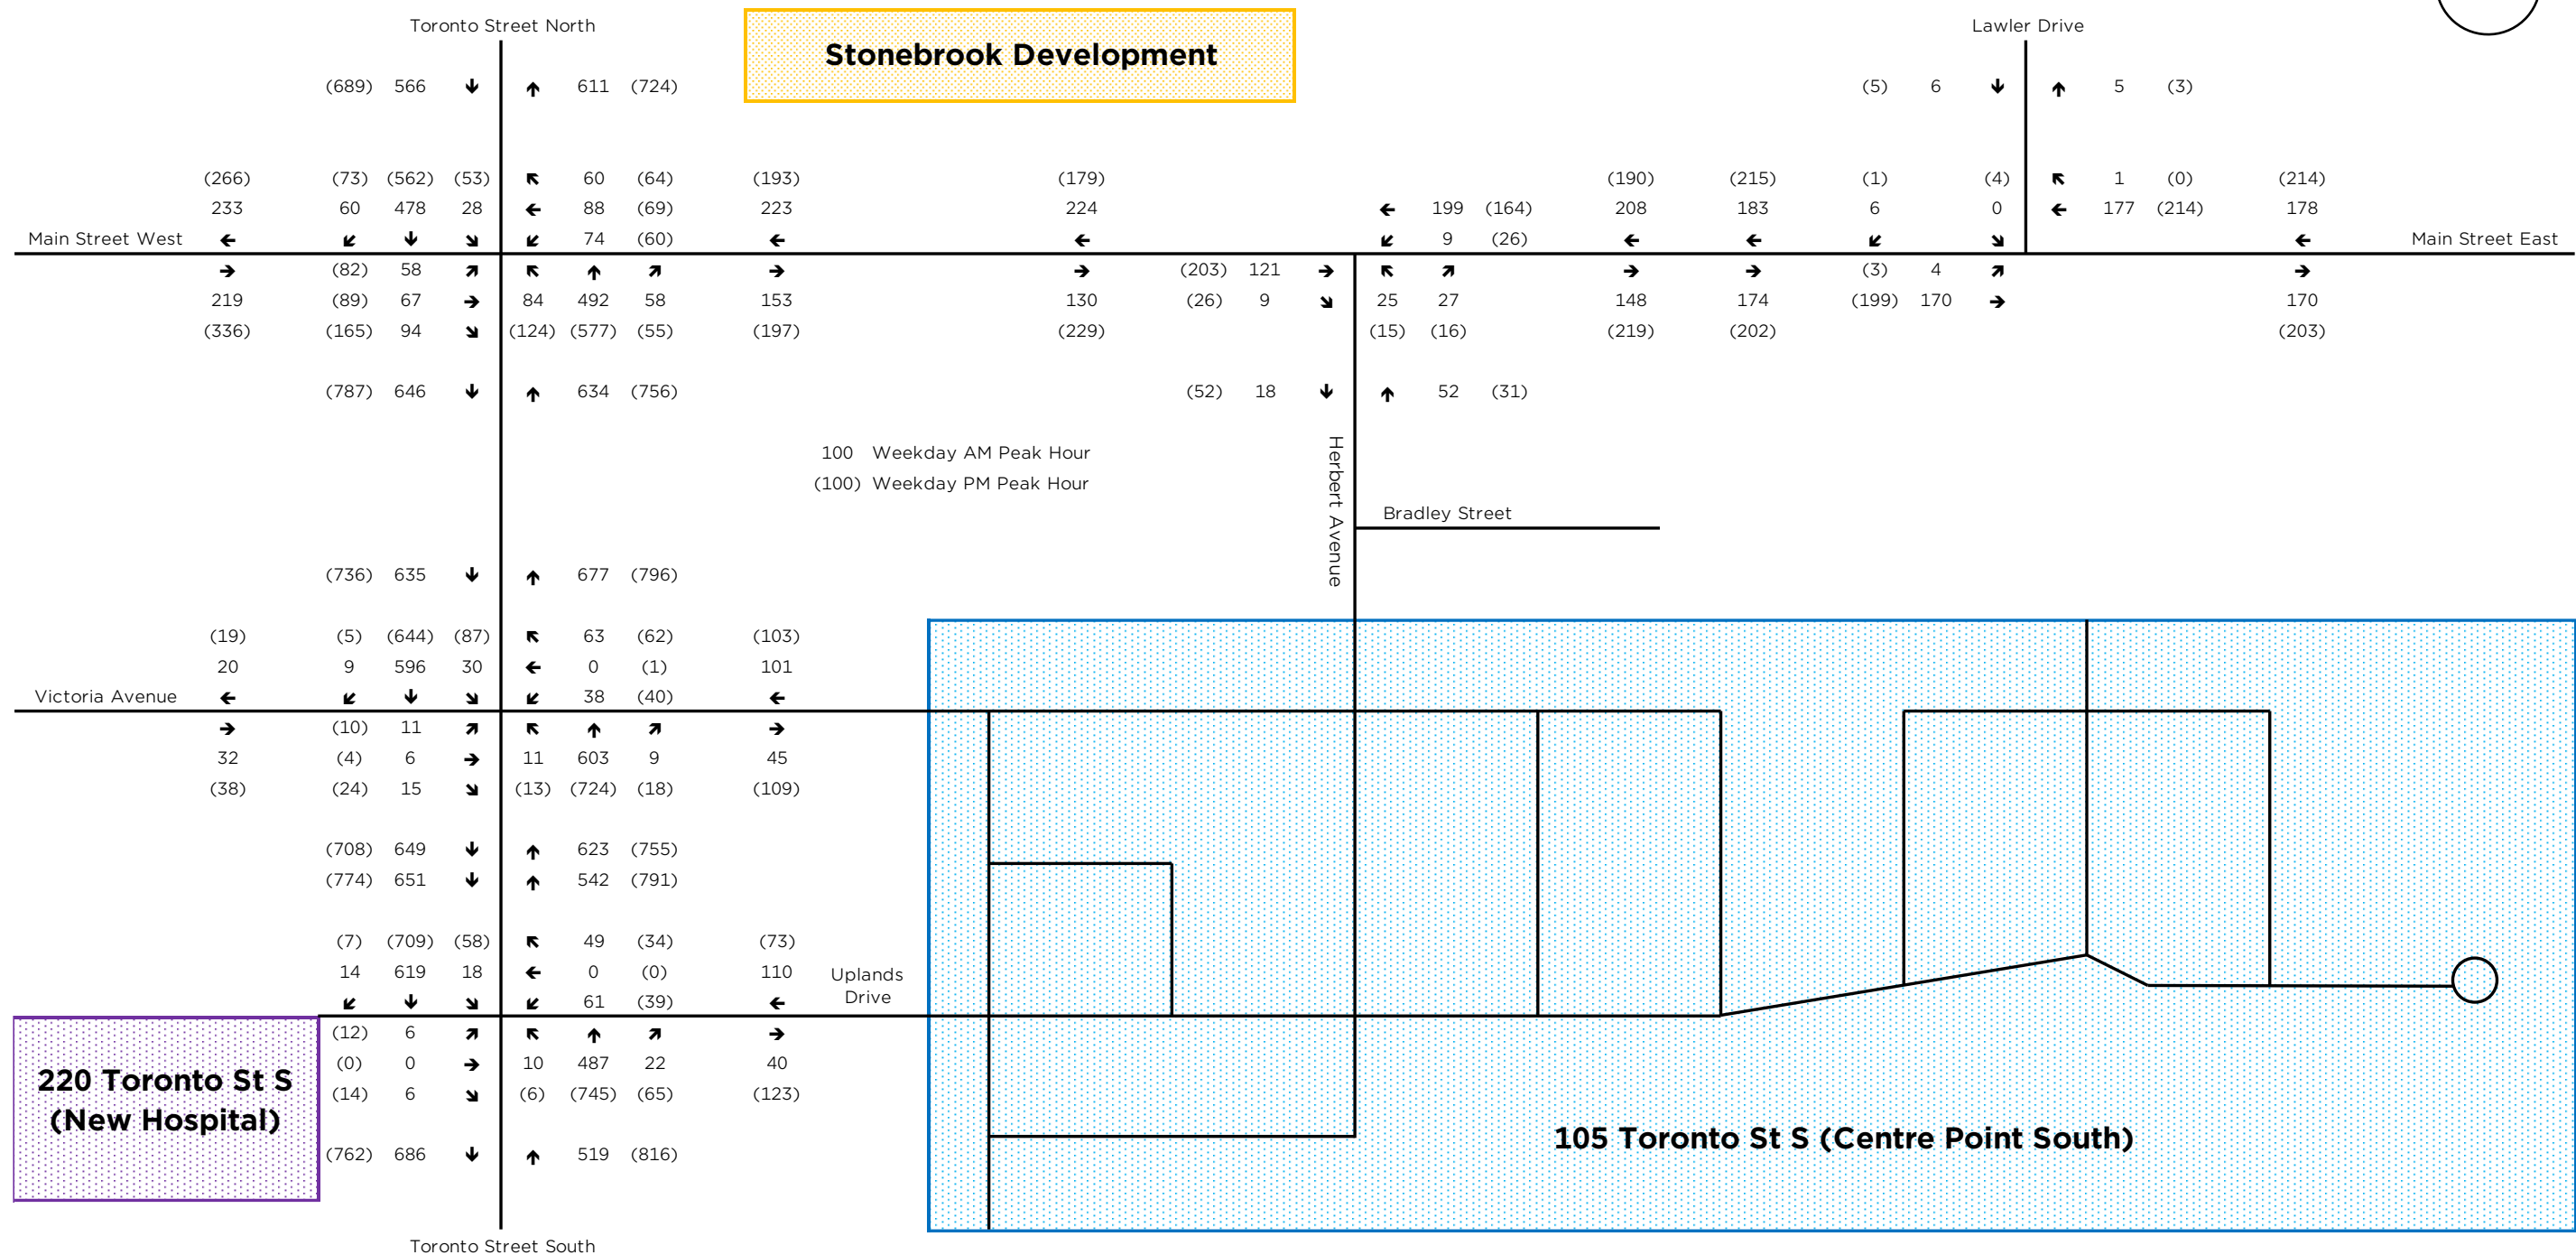 Toronto Street North
Stonebrook Development
Lawler Drive
(689) 566 ↓ ↑ 611 (724)
(5) 6 ↓ ↑ 5 (3)
(266) (73) (562) (53) ↖ 60 (64) (193) (179) (190) (215) (1) (4) ↖ 1 (0) (214)
233 60 478 28 ← 88 (69) 223 224 ← 199 (164) 208 183 6 0 ← 177 (214) 178
Main Street West ← ↙ ↓ ↘ ↙ 74 (60) ← ← ↙ 9 (26) ← ← ↙ ↘ ← Main Street East
→ (82) 58 ↗ ↖ ↑ ↗ → → (203) 121 → ↖ ↗ → → (3) 4 ↗ →
219 (89) 67 → 84 492 58 153 130 (26) 9 ↘ 25 27 148 174 (199) 170 → 170
(336) (165) 94 ↘ (124) (577) (55) (197) (229) (15) (16) (219) (202) (203)
(787) 646 ↓ ↑ 634 (756) (52) 18 ↓ ↑ 52 (31)
100 Weekday AM Peak Hour
(100) Weekday PM Peak Hour
Herbert Avenue
Bradley Street
(736) 635 ↓ ↑ 677 (796)
(19) (5) (644) (87) ↖ 63 (62) (103)
20 9 596 30 ← 0 (1) 101
Victoria Avenue ← ↙ ↓ ↘ ↙ 38 (40) ←
→ (10) 11 ↗ ↖ ↑ ↗ →
32 (4) 6 → 11 603 9 45
(38) (24) 15 ↘ (13) (724) (18) (109)
(708) 649 ↓ ↑ 623 (755)
(774) 651 ↓ ↑ 542 (791)
(7) (709) (58) ↖ 49 (34) (73)
14 619 18 ← 0 (0) 110
↙ ↓ ↘ ↙ 61 (39) ←
Uplands
Drive
(12) 6 ↗ ↖ ↑ ↗ →
(0) 0 → 10 487 22 40
(14) 6 ↘ (6) (745) (65) (123)
220 Toronto St S
(New Hospital)
105 Toronto St S (Centre Point South)
(762) 686 ↓ ↑ 519 (816)
Toronto Street South